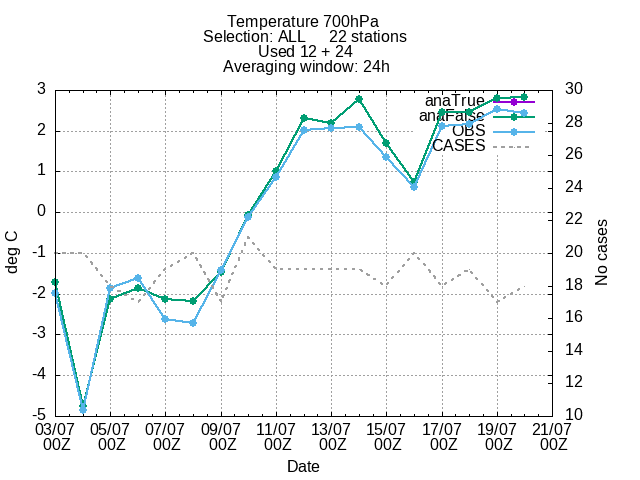 Temperature 700hPa
Selection: ALL 22 stations
Used 12 + 24
Averaging window: 24h
deg C
3
2
1
0
-1
-2
-3
-4
-5
30
28
26
24
22
20
18
16
14
12
10
No cases
anaTrue
anaFalse
OBS
CASES
03/07 05/07 07/07 09/07 11/07 13/07 15/07 17/07 19/07 21/07
00Z 00Z 00Z 00Z 00Z 00Z 00Z 00Z 00Z 00Z
Date